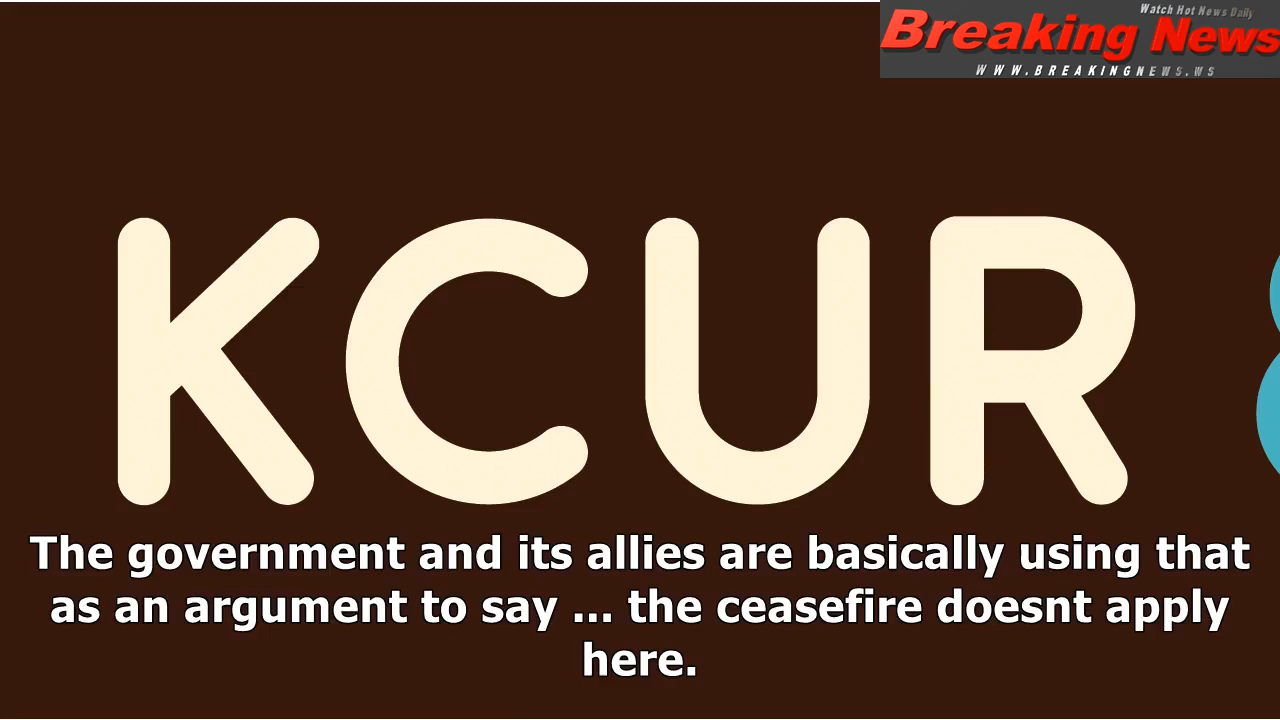 Watch Hot News Daily
Breaking News
WWW.BREAKINGNEWS.WS
KCUR
The government and its allies are basically using that
as an argument to say ... the ceasefire doesnt apply
here.